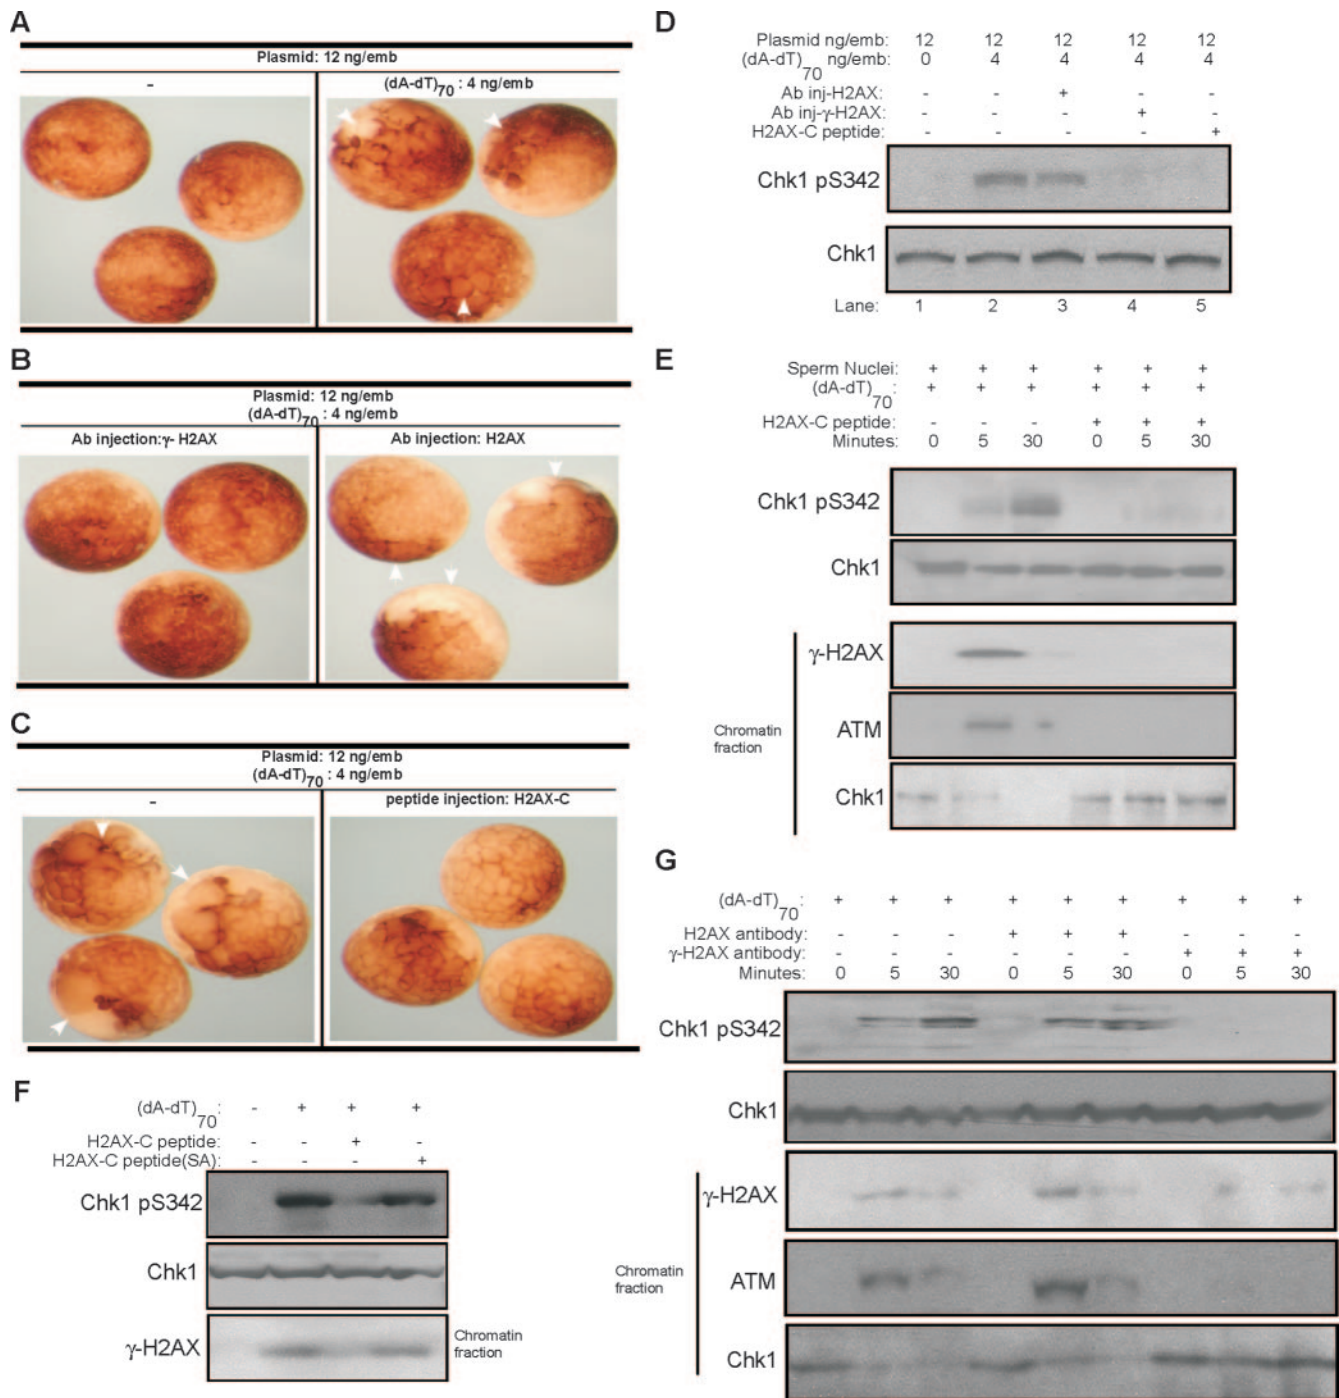 A
Plasmid: 12 ng/emb
-
(dA-dT)70 : 4 ng/emb
B
Plasmid: 12 ng/emb
(dA-dT)70 : 4 ng/emb
Ab injection:γ- H2AX
Ab injection: H2AX
C
Plasmid: 12 ng/emb
(dA-dT)70 : 4 ng/emb
-
peptide injection: H2AX-C
D
Plasmid ng/emb: 12 12 12 12 12
(dA-dT)70 ng/emb: 0 4 4 4 4
Ab inj-H2AX: - - + - -
Ab inj-γ-H2AX: - - - + -
H2AX-C peptide: - - - - +
Chk1 pS342
Chk1
Lane: 1 2 3 4 5
E
Sperm Nuclei: + + + + + +
(dA-dT)70 : + + + + + +
H2AX-C peptide: - - - + + +
Minutes: 0 5 30 0 5 30
Chk1 pS342
Chk1
γ-H2AX
ATM
Chk1
Chromatin
fraction
F
(dA-dT)70 : - + + +
H2AX-C peptide: - - + -
H2AX-C peptide(SA): - - - +
Chk1 pS342
Chk1
γ-H2AX
Chromatin
fraction
G
(dA-dT)70 : + + + + + + + + +
H2AX antibody: - - - + + + - - -
γ-H2AX antibody: - - - - - - + + +
Minutes: 0 5 30 0 5 30 0 5 30
Chk1 pS342
Chk1
γ-H2AX
ATM
Chk1
Chromatin
fraction